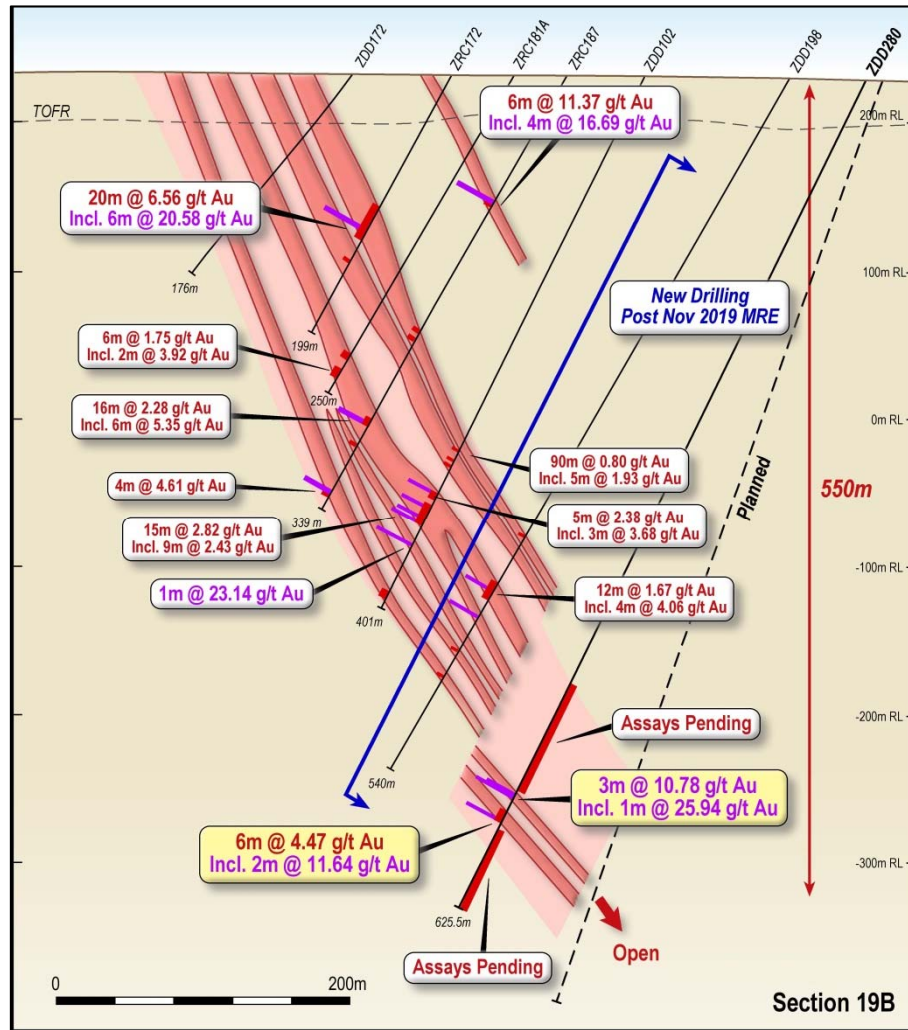 ZDD172
ZRC172
ZRC181A
ZRC187
ZDD102
ZDD198
ZDD280
TOFR
200m RL
6m @ 11.37 g/t Au
Incl. 4m @ 16.69 g/t Au
20m @ 6.56 g/t Au
Incl. 6m @ 20.58 g/t Au
176m
100m RL
New Drilling
Post Nov 2019 MRE
199m
6m @ 1.75 g/t Au
Incl. 2m @ 3.92 g/t Au
250m
16m @ 2.28 g/t Au
Incl. 6m @ 5.35 g/t Au
0m RL
90m @ 0.80 g/t Au
Incl. 5m @ 1.93 g/t Au
550m
Planned
4m @ 4.61 g/t Au
339 m
15m @ 2.82 g/t Au
Incl. 9m @ 2.43 g/t Au
5m @ 2.38 g/t Au
Incl. 3m @ 3.68 g/t Au
1m @ 23.14 g/t Au
-100m RL
12m @ 1.67 g/t Au
Incl. 4m @ 4.06 g/t Au
401m
-200m RL
Assays Pending
540m
3m @ 10.78 g/t Au
Incl. 1m @ 25.94 g/t Au
6m @ 4.47 g/t Au
Incl. 2m @ 11.64 g/t Au
-300m RL
625.5m
Open
Assays Pending
0
200m
Section 19B